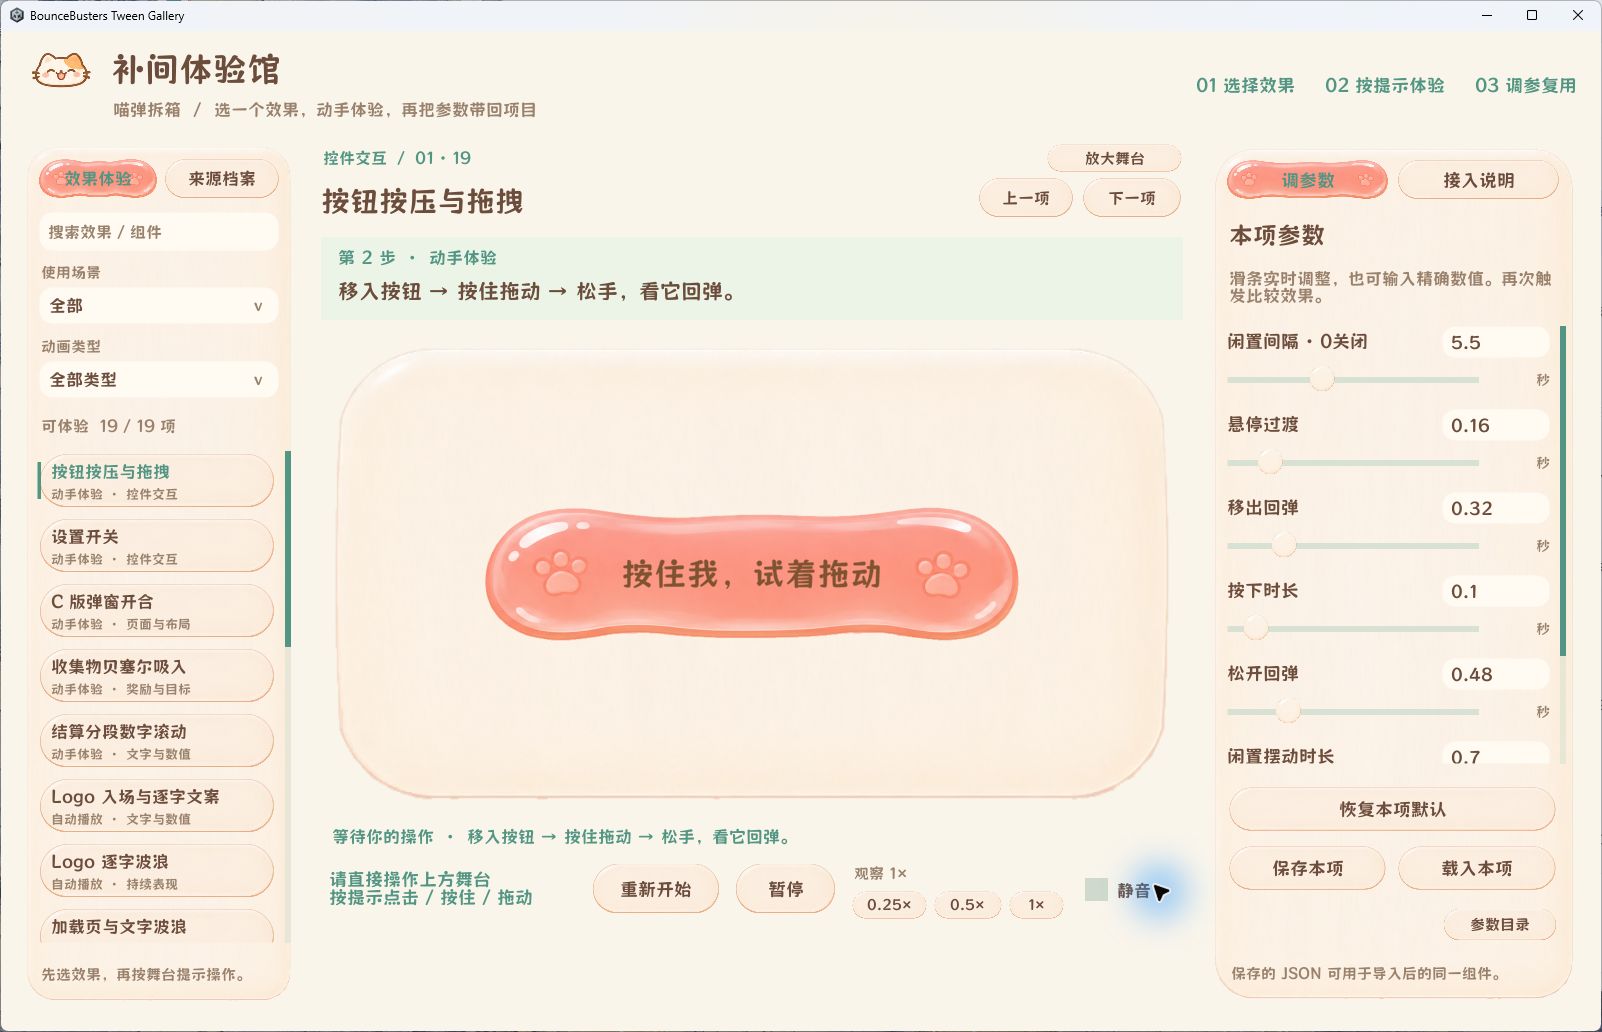 BounceBusters Tween Gallery
补间体验馆
喵弹拆箱 / 选一个效果，动手体验，再把参数带回项目
01 选择效果 02 按提示体验 03 调参复用
效果体验 来源档案
搜索效果 / 组件
使用场景
全部 v
动画类型
全部类型 v
可体验 19 / 19 项
按钮按压与拖拽
动手体验 · 控件交互
设置开关
动手体验 · 控件交互
C 版弹窗开合
动手体验 · 页面与布局
收集物贝塞尔吸入
动手体验 · 奖励与目标
结算分段数字滚动
动手体验 · 文字与数值
Logo 入场与逐字文案
自动播放 · 文字与数值
Logo 逐字波浪
自动播放 · 持续表现
加载页与文字波浪
先选效果，再按舞台提示操作。
控件交互 / 01 · 19
放大舞台
按钮按压与拖拽
上一项 下一项
第 2 步 · 动手体验
移入按钮 → 按住拖动 → 松手，看它回弹。
按住我，试着拖动
等待你的操作 · 移入按钮 → 按住拖动 → 松手，看它回弹。
请直接操作上方舞台
按提示点击 / 按住 / 拖动
重新开始 暂停
观察 1×
0.25× 0.5× 1×
静音
调参数 接入说明
本项参数
滑条实时调整，也可输入精确数值。再次触
发比较效果。
闲置间隔 · 0关闭 5.5
秒
悬停过渡 0.16
秒
移出回弹 0.32
秒
按下时长 0.1
秒
松开回弹 0.48
秒
闲置摆动时长 0.7
恢复本项默认
保存本项 载入本项
参数目录
保存的 JSON 可用于导入后的同一组件。